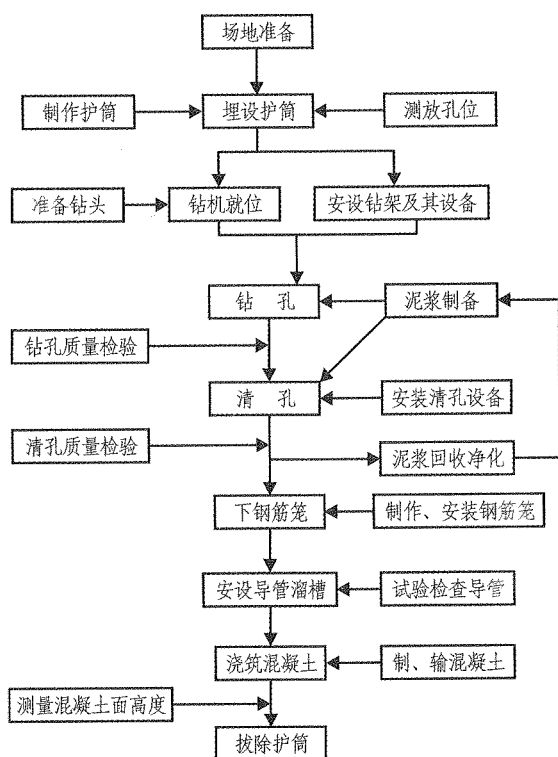 场地准备
制作护筒
埋设护筒
测放孔位
准备钻头
钻机就位
安设钻架及其设备
钻 孔
泥浆制备
钻孔质量检验
清 孔
安装清孔设备
清孔质量检验
泥浆回收净化
下钢筋笼
制作、安装钢筋笼
安设导管溜槽
试验检查导管
浇筑混凝土
制、输混凝土
测量混凝土面高度
拔除护筒